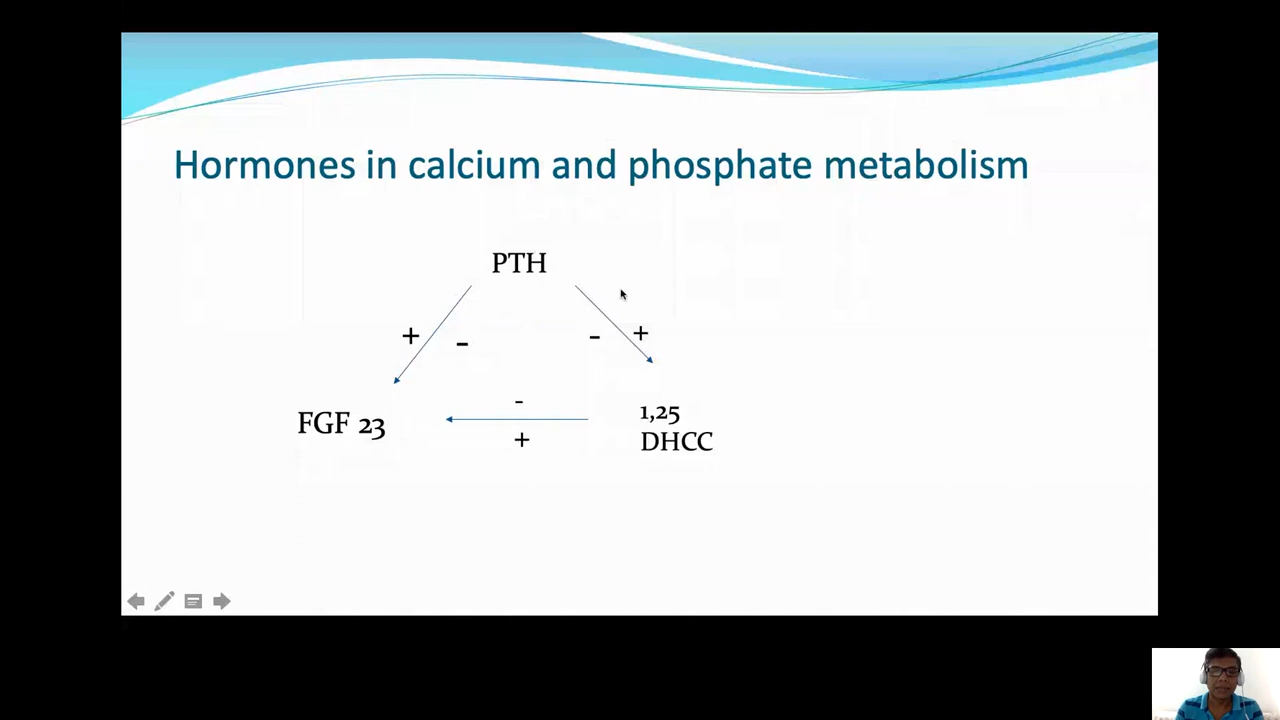 Hormones in calcium and phosphate metabolism
PTH
+ - - +
-
FGF 23
1,25
DHCC
+